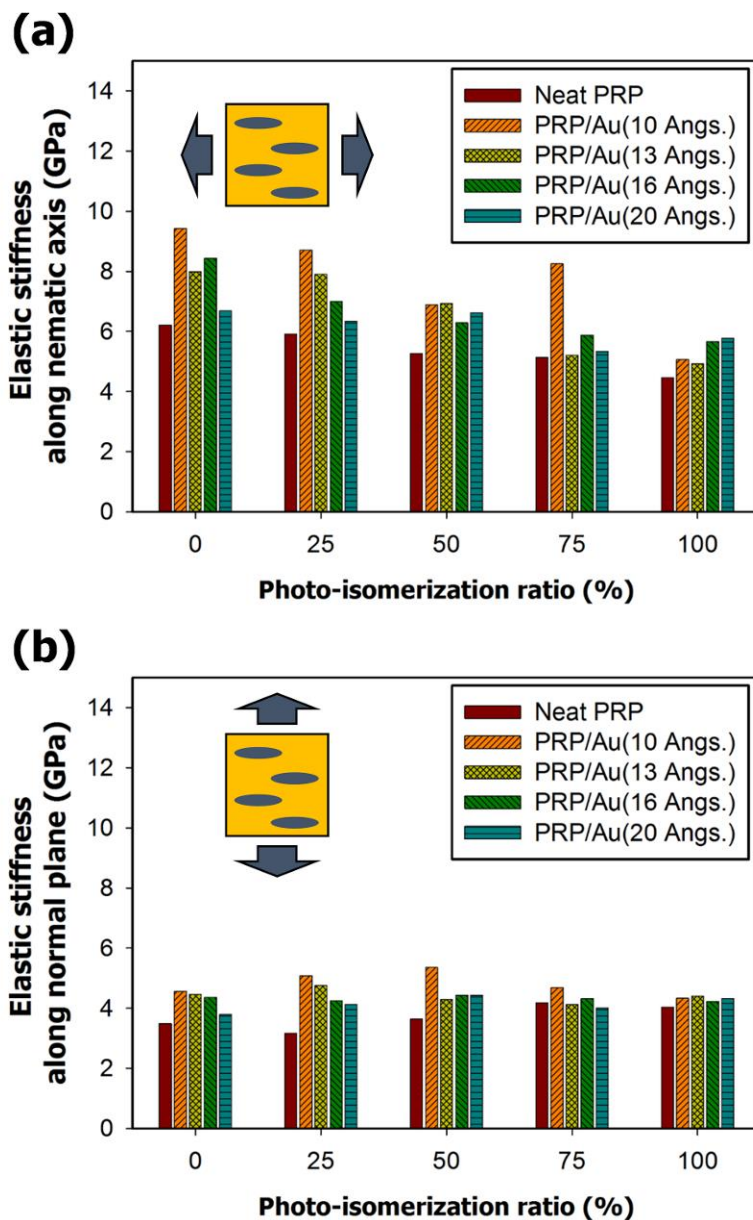 (a)
Elastic stiffness
along nematic axis (GPa)
14
12
10
8
6
4
2
0
Neat PRP
PRP/Au(10 Angs.)
PRP/Au(13 Angs.)
PRP/Au(16 Angs.)
PRP/Au(20 Angs.)
0 25 50 75 100
Photo-isomerization ratio (%)
(b)
Elastic stiffness
along normal plane (GPa)
14
12
10
8
6
4
2
0
Neat PRP
PRP/Au(10 Angs.)
PRP/Au(13 Angs.)
PRP/Au(16 Angs.)
PRP/Au(20 Angs.)
0 25 50 75 100
Photo-isomerization ratio (%)